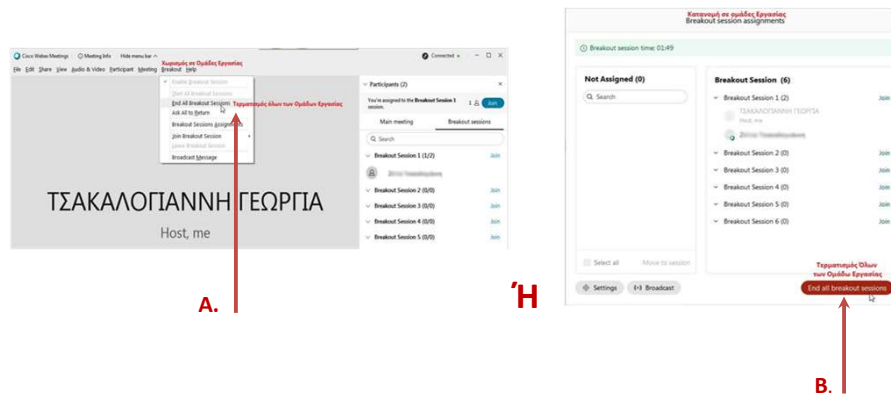 Cisco Webex Meetings Meeting Info Hide menu bar
Connected
Χωρισμός σε Ομάδες Εργασίας
File Edit Share View Audio & Video Participant Meeting Breakout Help
Enable Breakout Session
Start All Breakout Sessions
End All Breakout Sessions
Τερματισμός όλων των Ομάδων Εργασίας
Ask All to Return
Breakout Sessions Assignments
Join Breakout Session
Leave Breakout Session
Broadcast Message
ΤΣΑΚΑΛΟΓΙΑΝΝΗ ΓΕΩΡΓΙΑ
Host, me
Participants (2)
You're assigned to the Breakout Session 1 session.
1
Join
Main meeting Breakout sessions
Search
Breakout Session 1 (1/2) Join
Breakout Session 2 (0/0) Join
Breakout Session 3 (0/0) Join
Breakout Session 4 (0/0) Join
Breakout Session 5 (0/0) Join
A.
Ή
Κατανομή σε ομάδες Εργασίας
Breakout session assignments
Breakout session time: 01:49
Not Assigned (0)
Search
Select all Move to session
Breakout Session (6)
Breakout Session 1 (2) Join
ΤΣΑΚΑΛΟΓΙΑΝΝΗ ΓΕΩΡΓΙΑ
Host, me
Breakout Session 2 (0) Join
Breakout Session 3 (0) Join
Breakout Session 4 (0) Join
Breakout Session 5 (0) Join
Breakout Session 6 (0) Join
Τερματισμός Όλων
των Ομάδω Εργασίας
Settings Broadcast
End all breakout sessions
B.